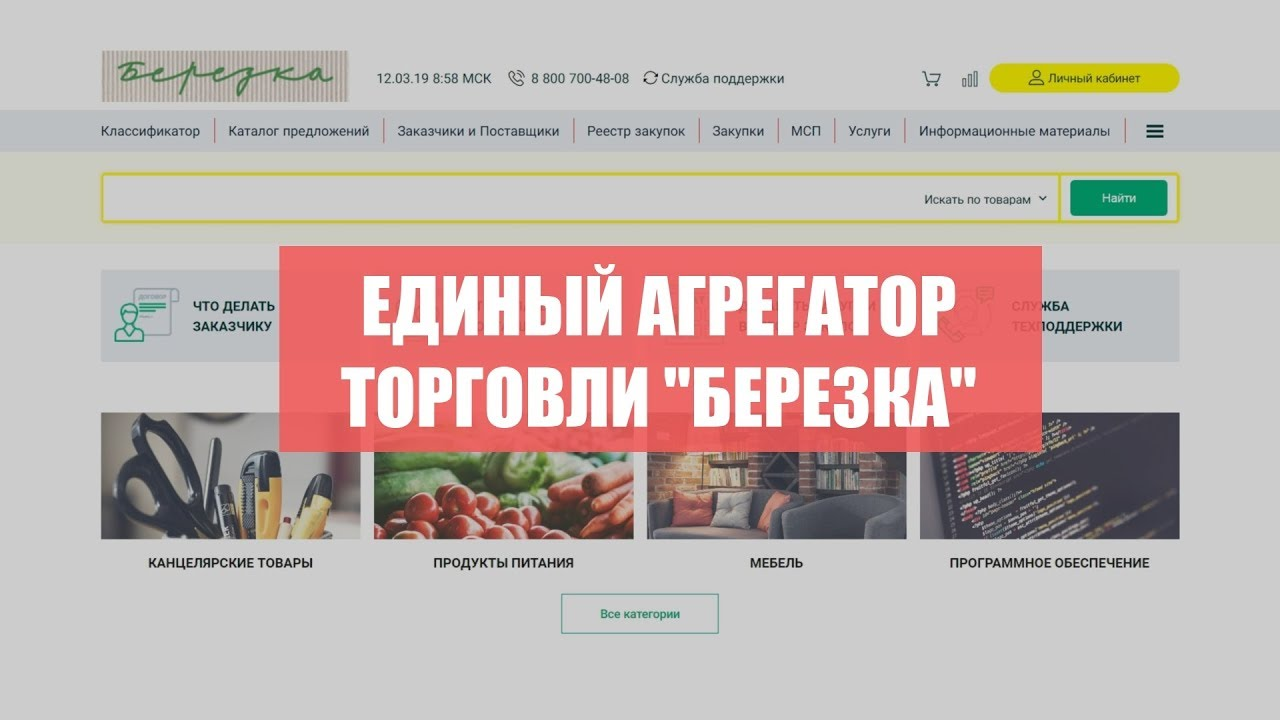 Березка
12.03.19 8:58 МСК
8 800 700-48-08
Служба поддержки
Личный кабинет
Классификатор
Каталог предложений
Заказчики и Поставщики
Реестр закупок
Закупки
МСП
Услуги
Информационные материалы
Искать по товарам
Найти
договор
ЧТО ДЕЛАТЬ
ЗАКАЗЧИКУ
СЛУЖБА
ТЕХПОДДЕРЖКИ
ЕДИНЫЙ АГРЕГАТОР
ТОРГОВЛИ "БЕРЕЗКА"
КАНЦЕЛЯРСКИЕ ТОВАРЫ
ПРОДУКТЫ ПИТАНИЯ
МЕБЕЛЬ
ПРОГРАММНОЕ ОБЕСПЕЧЕНИЕ
Все категории